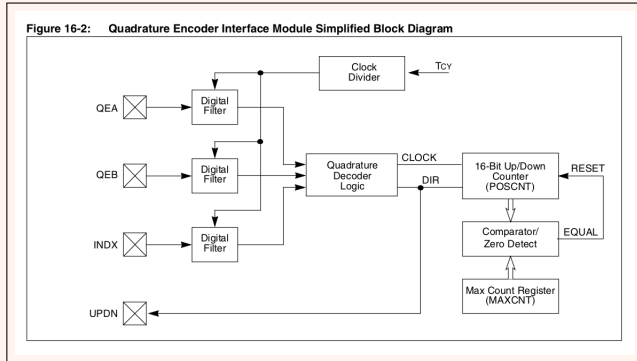 Figure 16-2: Quadrature Encoder Interface Module Simplified Block Diagram
Clock
Divider
TCY
QEA
Digital
Filter
QEB
Digital
Filter
Quadrature
Decoder
Logic
CLOCK
DIR
16-Bit Up/Down
Counter
(POSCNT)
RESET
INDX
Digital
Filter
Comparator/
Zero Detect
EQUAL
Max Count Register
(MAXCNT)
UPDN